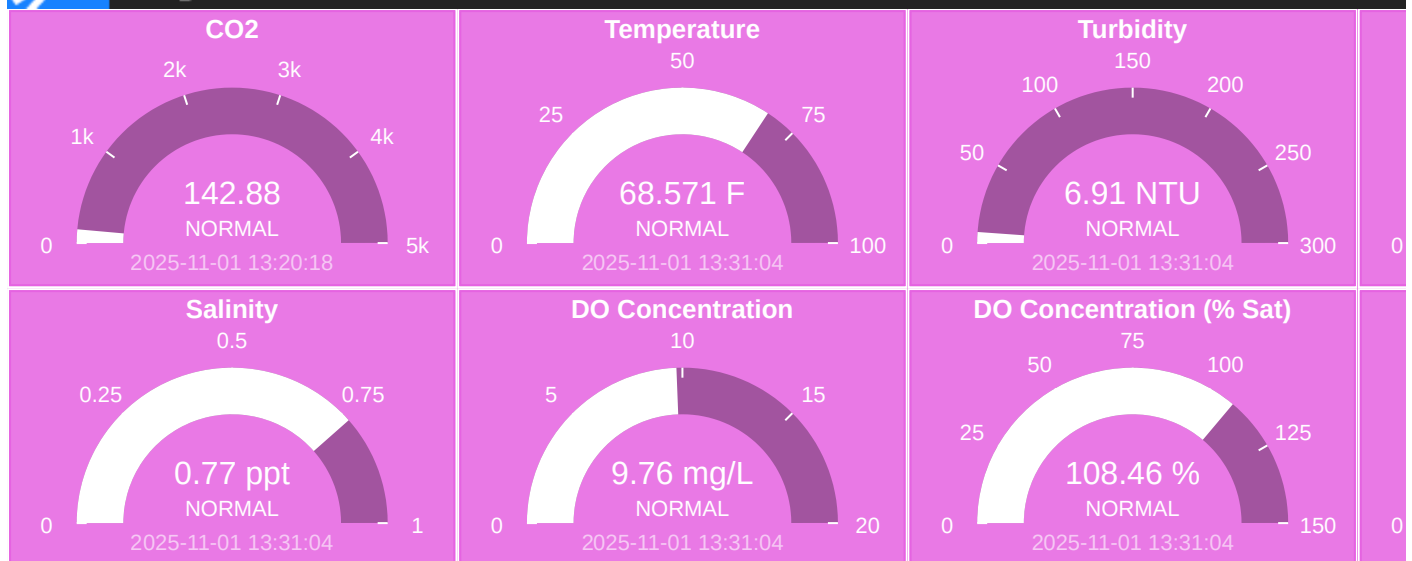 CO2
2k
3k
1k
4k
142.88
NORMAL
0
5k
2025-11-01 13:20:18
Temperature
50
25
75
68.571 F
NORMAL
0
100
2025-11-01 13:31:04
Turbidity
150
100
200
50
250
6.91 NTU
NORMAL
0
300
2025-11-01 13:31:04
0
Salinity
0.5
0.25
0.75
0.77 ppt
NORMAL
0
1
2025-11-01 13:31:04
DO Concentration
10
5
15
9.76 mg/L
NORMAL
0
20
2025-11-01 13:31:04
DO Concentration (% Sat)
75
50
100
25
125
108.46 %
NORMAL
0
150
2025-11-01 13:31:04
0